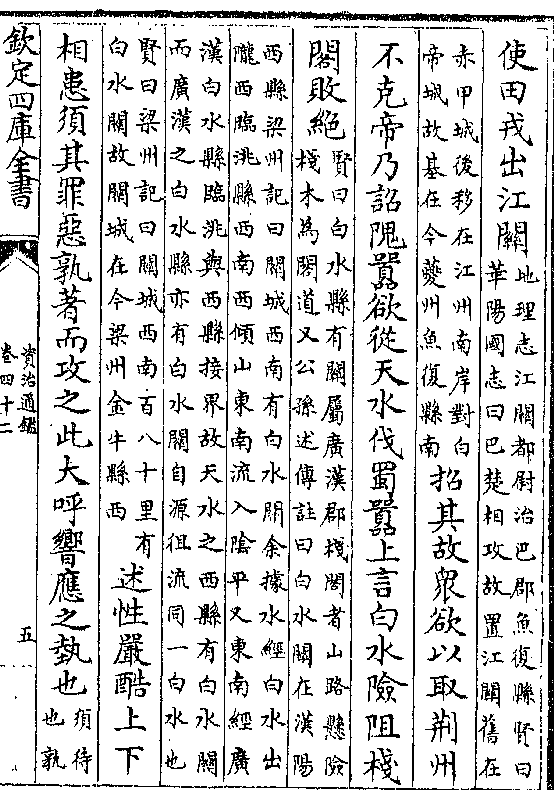 使田戎出江關地理志江關都尉治巴郡魚復縣賢曰
華陽國志曰巴楚相攻故置江關舊在
赤甲城後移在江州南岸對白
帝城故基在今夔州魚復縣南招其故衆欲以取荆州
不克帝乃詔隗囂欲從天水伐蜀囂上言白水險阻棧
閣敗絶賢曰白水縣有關屬廣漢郡棧閣者山路懸險
棧木為閣道又公孫述傳註曰白水關在漢陽
西縣梁州記曰關城西南有白水關余據水經白水出
隴西臨洮縣西南西傾山東南流入陰平又東南經廣
漢白水縣臨洮與西縣接界故天水之西縣有白水關
而廣漢之白水縣亦有白水關自源徂流同一白水也
賢曰梁州記曰關城西南百八十里有
白水關故關城在今梁州金牛縣西述性嚴酷上下
相患須其罪惡孰著而攻之此大呼響應之埶也須待
也孰
欽定四庫全書
資治通鑑
卷四十二
五